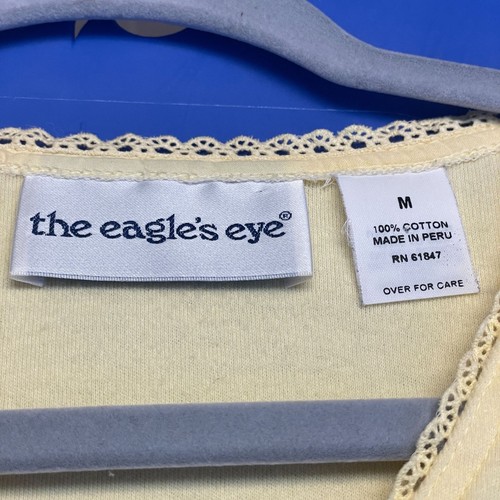 the eagle's eye®
M
100% COTTON
MADE IN PERU
RN 61847
OVER FOR CARE